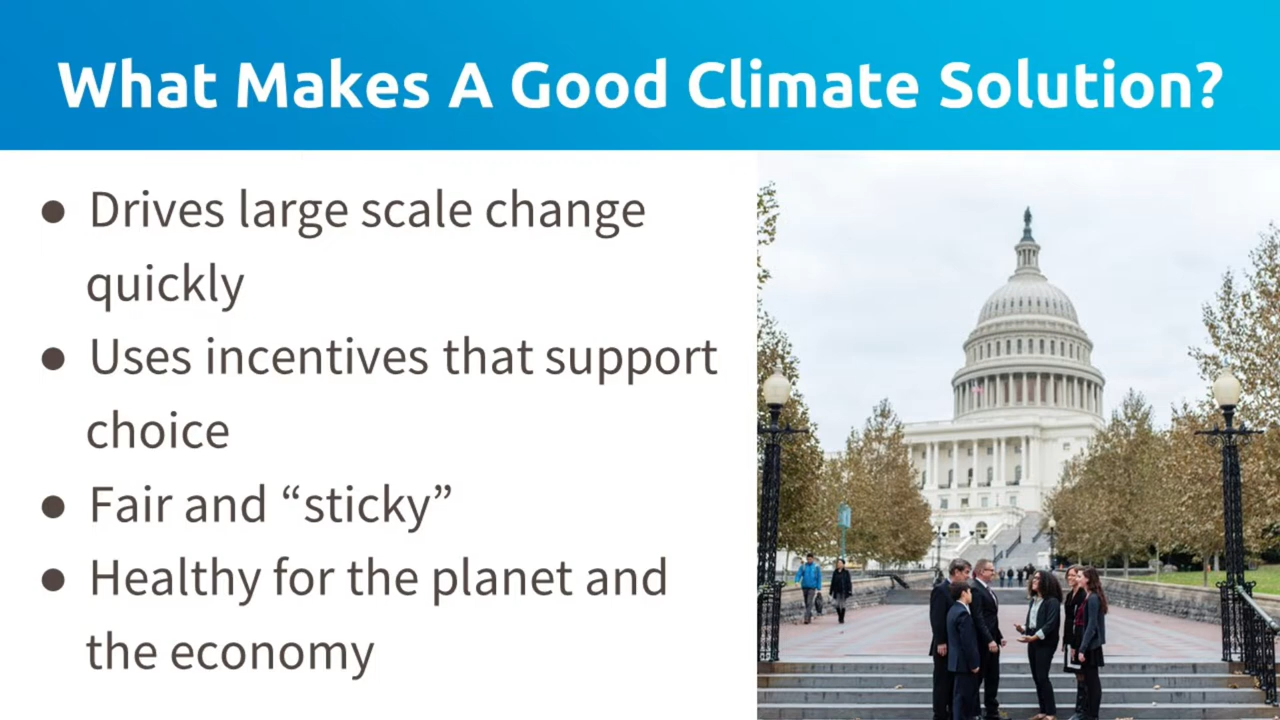 What Makes A Good Climate Solution?
● Drives large scale change
quickly
● Uses incentives that support
choice
● Fair and “sticky”
● Healthy for the planet and
the economy